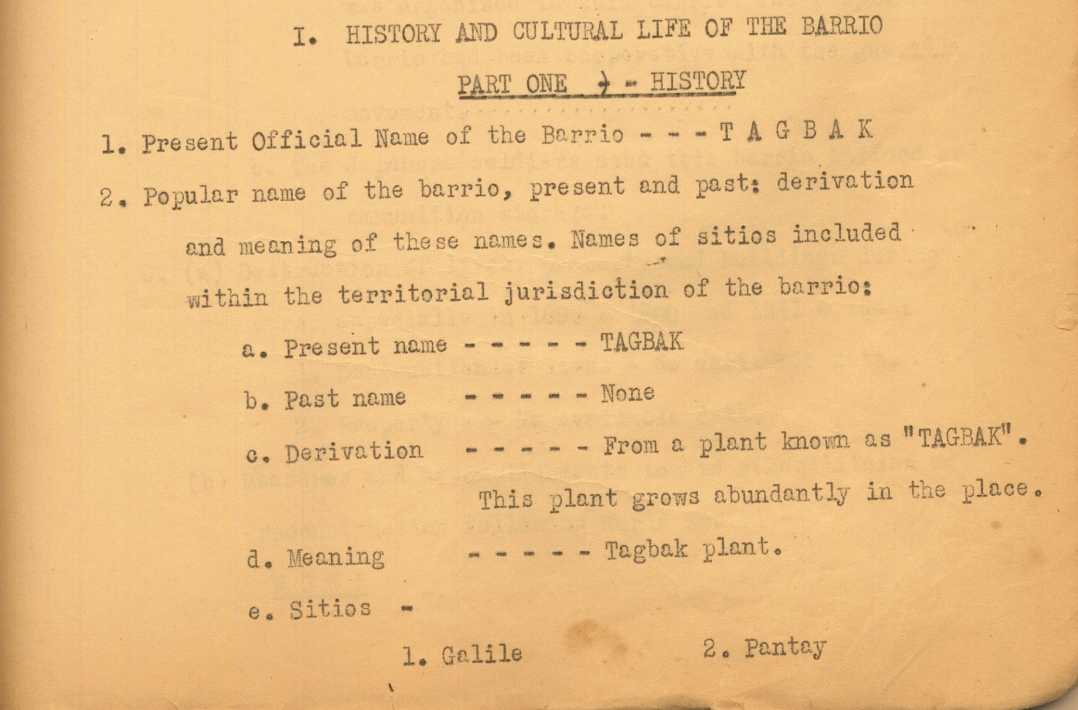 I. HISTORY AND CULTURAL LIFE OF THE BARRIO
PART ONE - - HISTORY
1. Present Official Name of the Barrio - - - T A G B A K
2. Popular name of the barrio, present and past: derivation
and meaning of these names. Names of sitios included
within the territorial jurisdiction of the barrio:
a. Present name - - - - - TAGBAK
b. Past name - - - - - None
c. Derivation - - - - - From a plant known as "TAGBAK".
This plant grows abundantly in the place.
d. Meaning - - - - - Tagbak plant.
e. Sitios -
1. Galile 2. Pantay